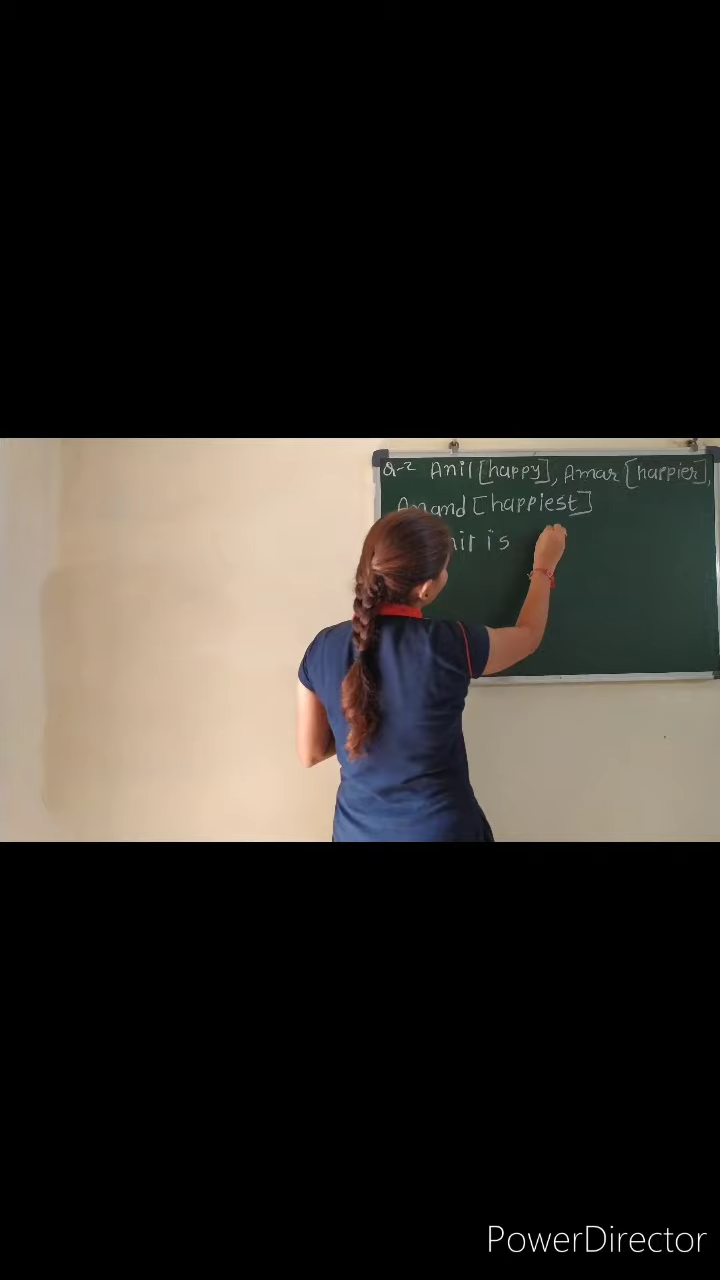 Q-2 Anil [happy], Amar [happier],
Anand [happiest]
is
PowerDirector